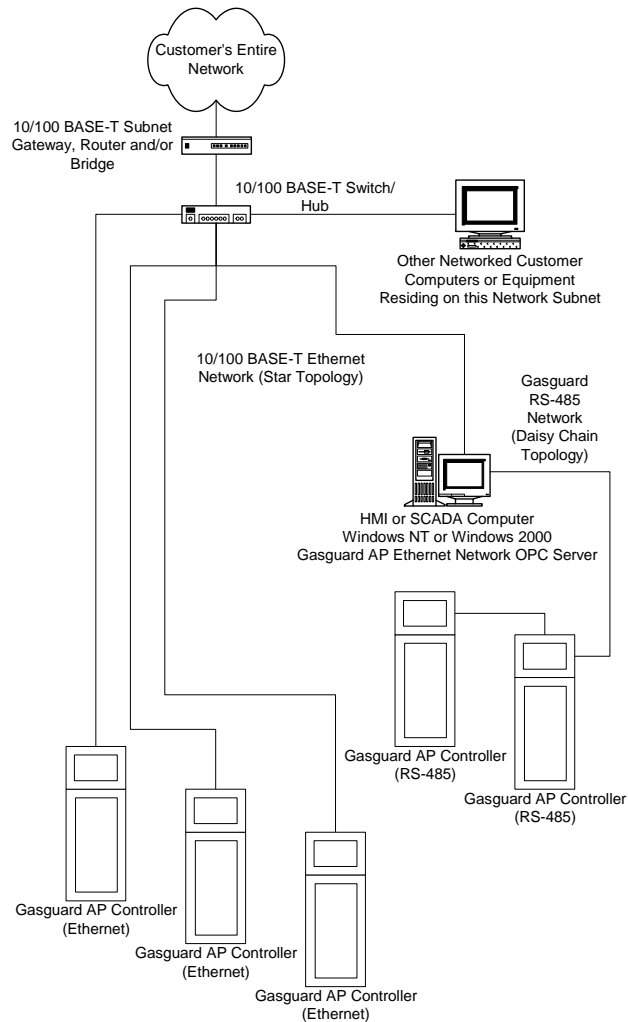 Customer's Entire
Network
10/100 BASE-T Subnet
Gateway, Router and/or
Bridge
10/100 BASE-T Switch/
Hub
Other Networked Customer
Computers or Equipment
Residing on this Network Subnet
10/100 BASE-T Ethernet
Network (Star Topology)
Gasguard
RS-485
Network
(Daisy Chain
Topology)
HMI or SCADA Computer
Windows NT or Windows 2000
Gasguard AP Ethernet Network OPC Server
Gasguard AP Controller
(RS-485)
Gasguard AP Controller
(RS-485)
Gasguard AP Controller
(Ethernet)
Gasguard AP Controller
(Ethernet)
Gasguard AP Controller
(Ethernet)